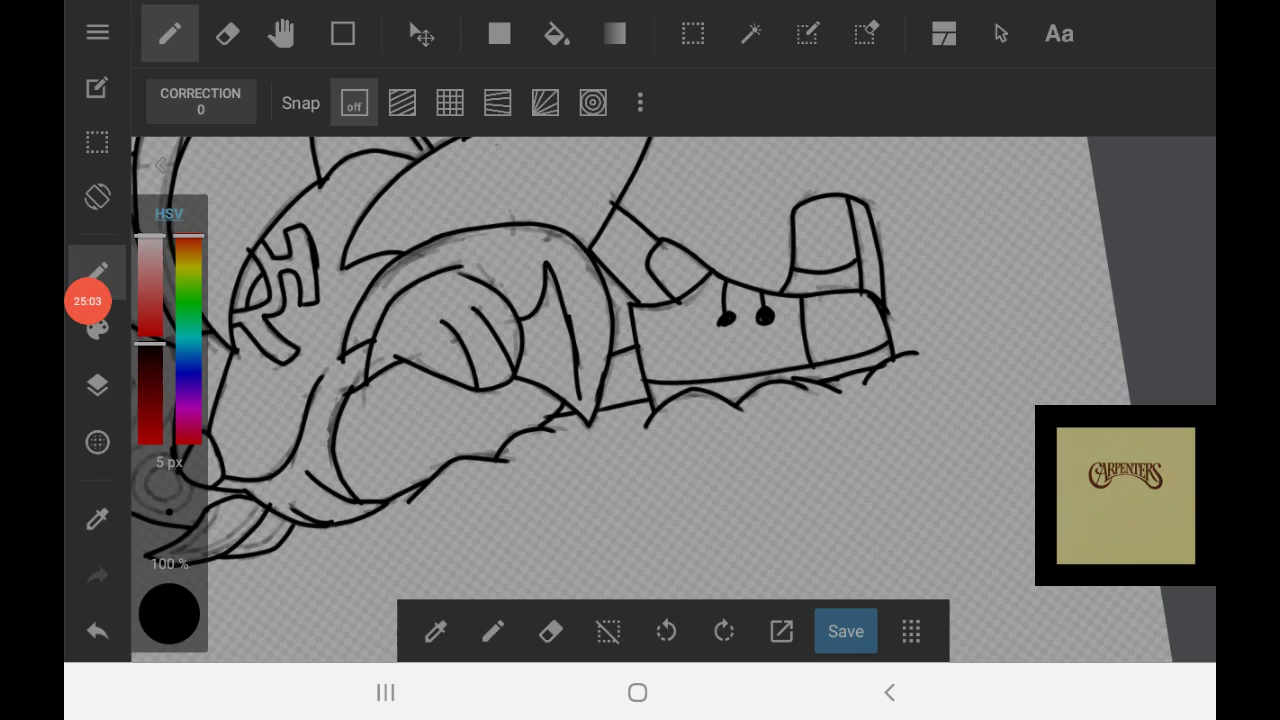 Aa
CORRECTION
0
Snap
off
HSV
25:03
5 px
100 %
CARPENTERS
Save